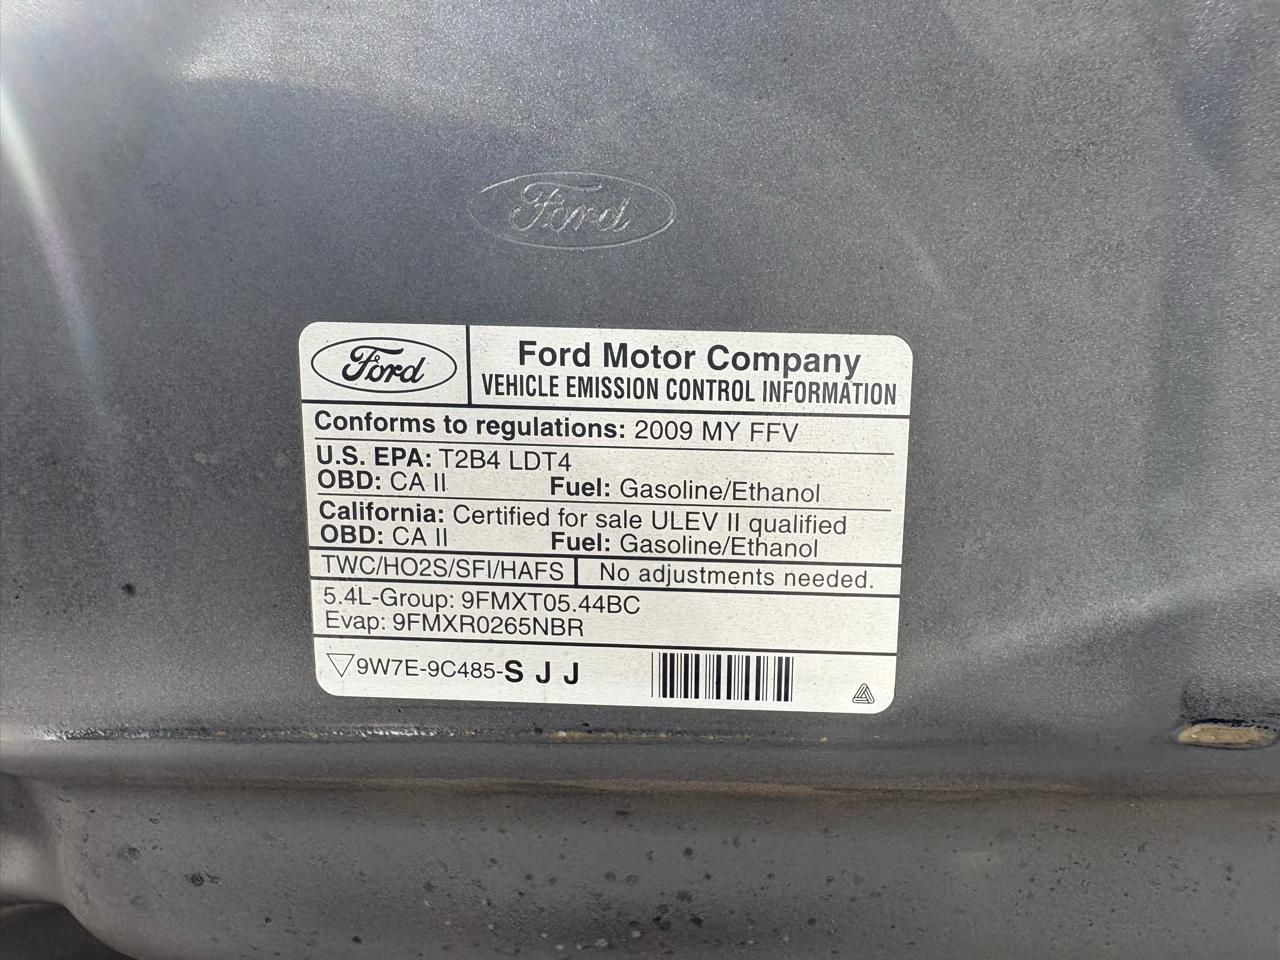 Ford
Ford
Ford Motor Company
VEHICLE EMISSION CONTROL INFORMATION
Conforms to regulations: 2009 MY FFV
U.S. EPA: T2B4 LDT4
OBD: CA II Fuel: Gasoline/Ethanol
California: Certified for sale ULEV II qualified
OBD: CA II Fuel: Gasoline/Ethanol
TWC/HO2S/SFI/HAFS No adjustments needed.
5.4L-Group: 9FMXT05.44BC
Evap: 9FMXR0265NBR
9W7E-9C485-SJJ